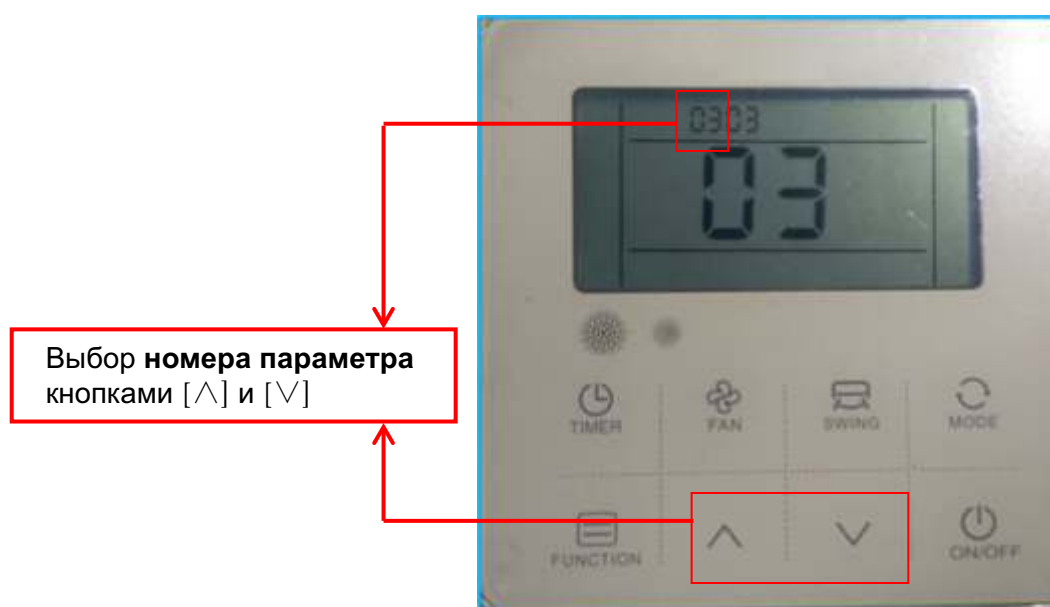 0303
03
Выбор номера параметра
кнопками [∧] и [∨]
TIMER
FAN
SWING
MODE
FUNCTION
ON/OFF